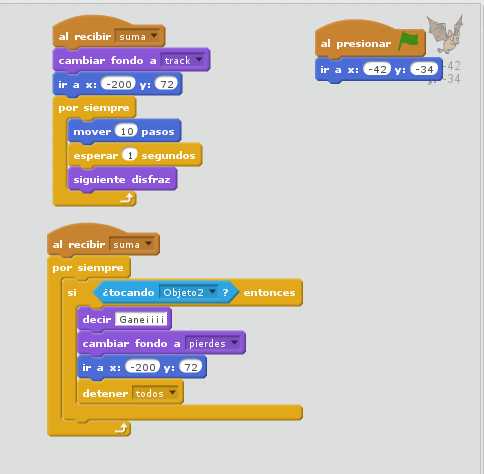 al recibir suma
cambiar fondo a track
ir a x: -200 y: 72
por siempre
mover 10 pasos
esperar 1 segundos
siguiente disfraz
al presionar
ir a x: -42 y: -34
al recibir suma
por siempre
si ¿tocando Objeto2 ? entonces
decir Ganeiiii
cambiar fondo a pierdes
ir a x: -200 y: 72
detener todos